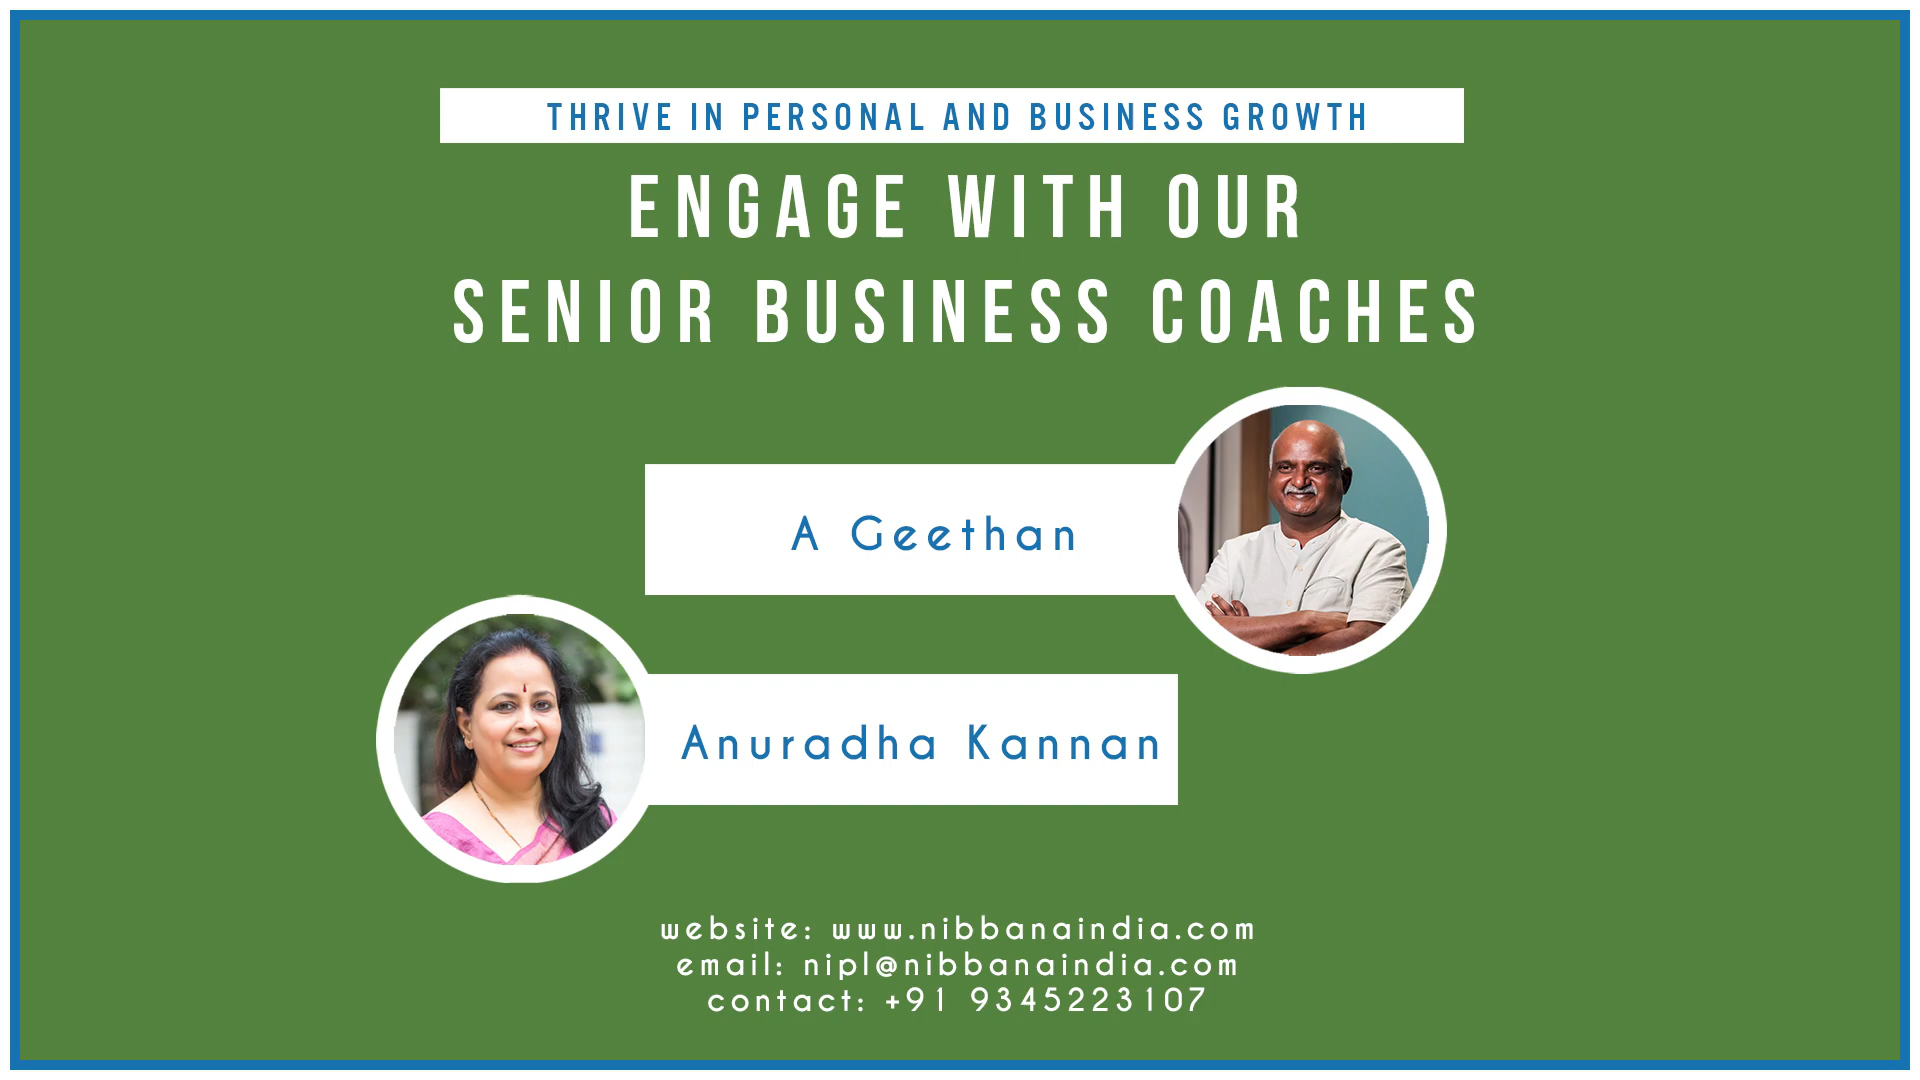 THRIVE IN PERSONAL AND BUSINESS GROWTH
ENGAGE WITH OUR
SENIOR BUSINESS COACHES
A Geethan
Anuradha Kannan
website: www.nibbanaindia.com
email: nipl@nibbanaindia.com
contact: +91 9345223107